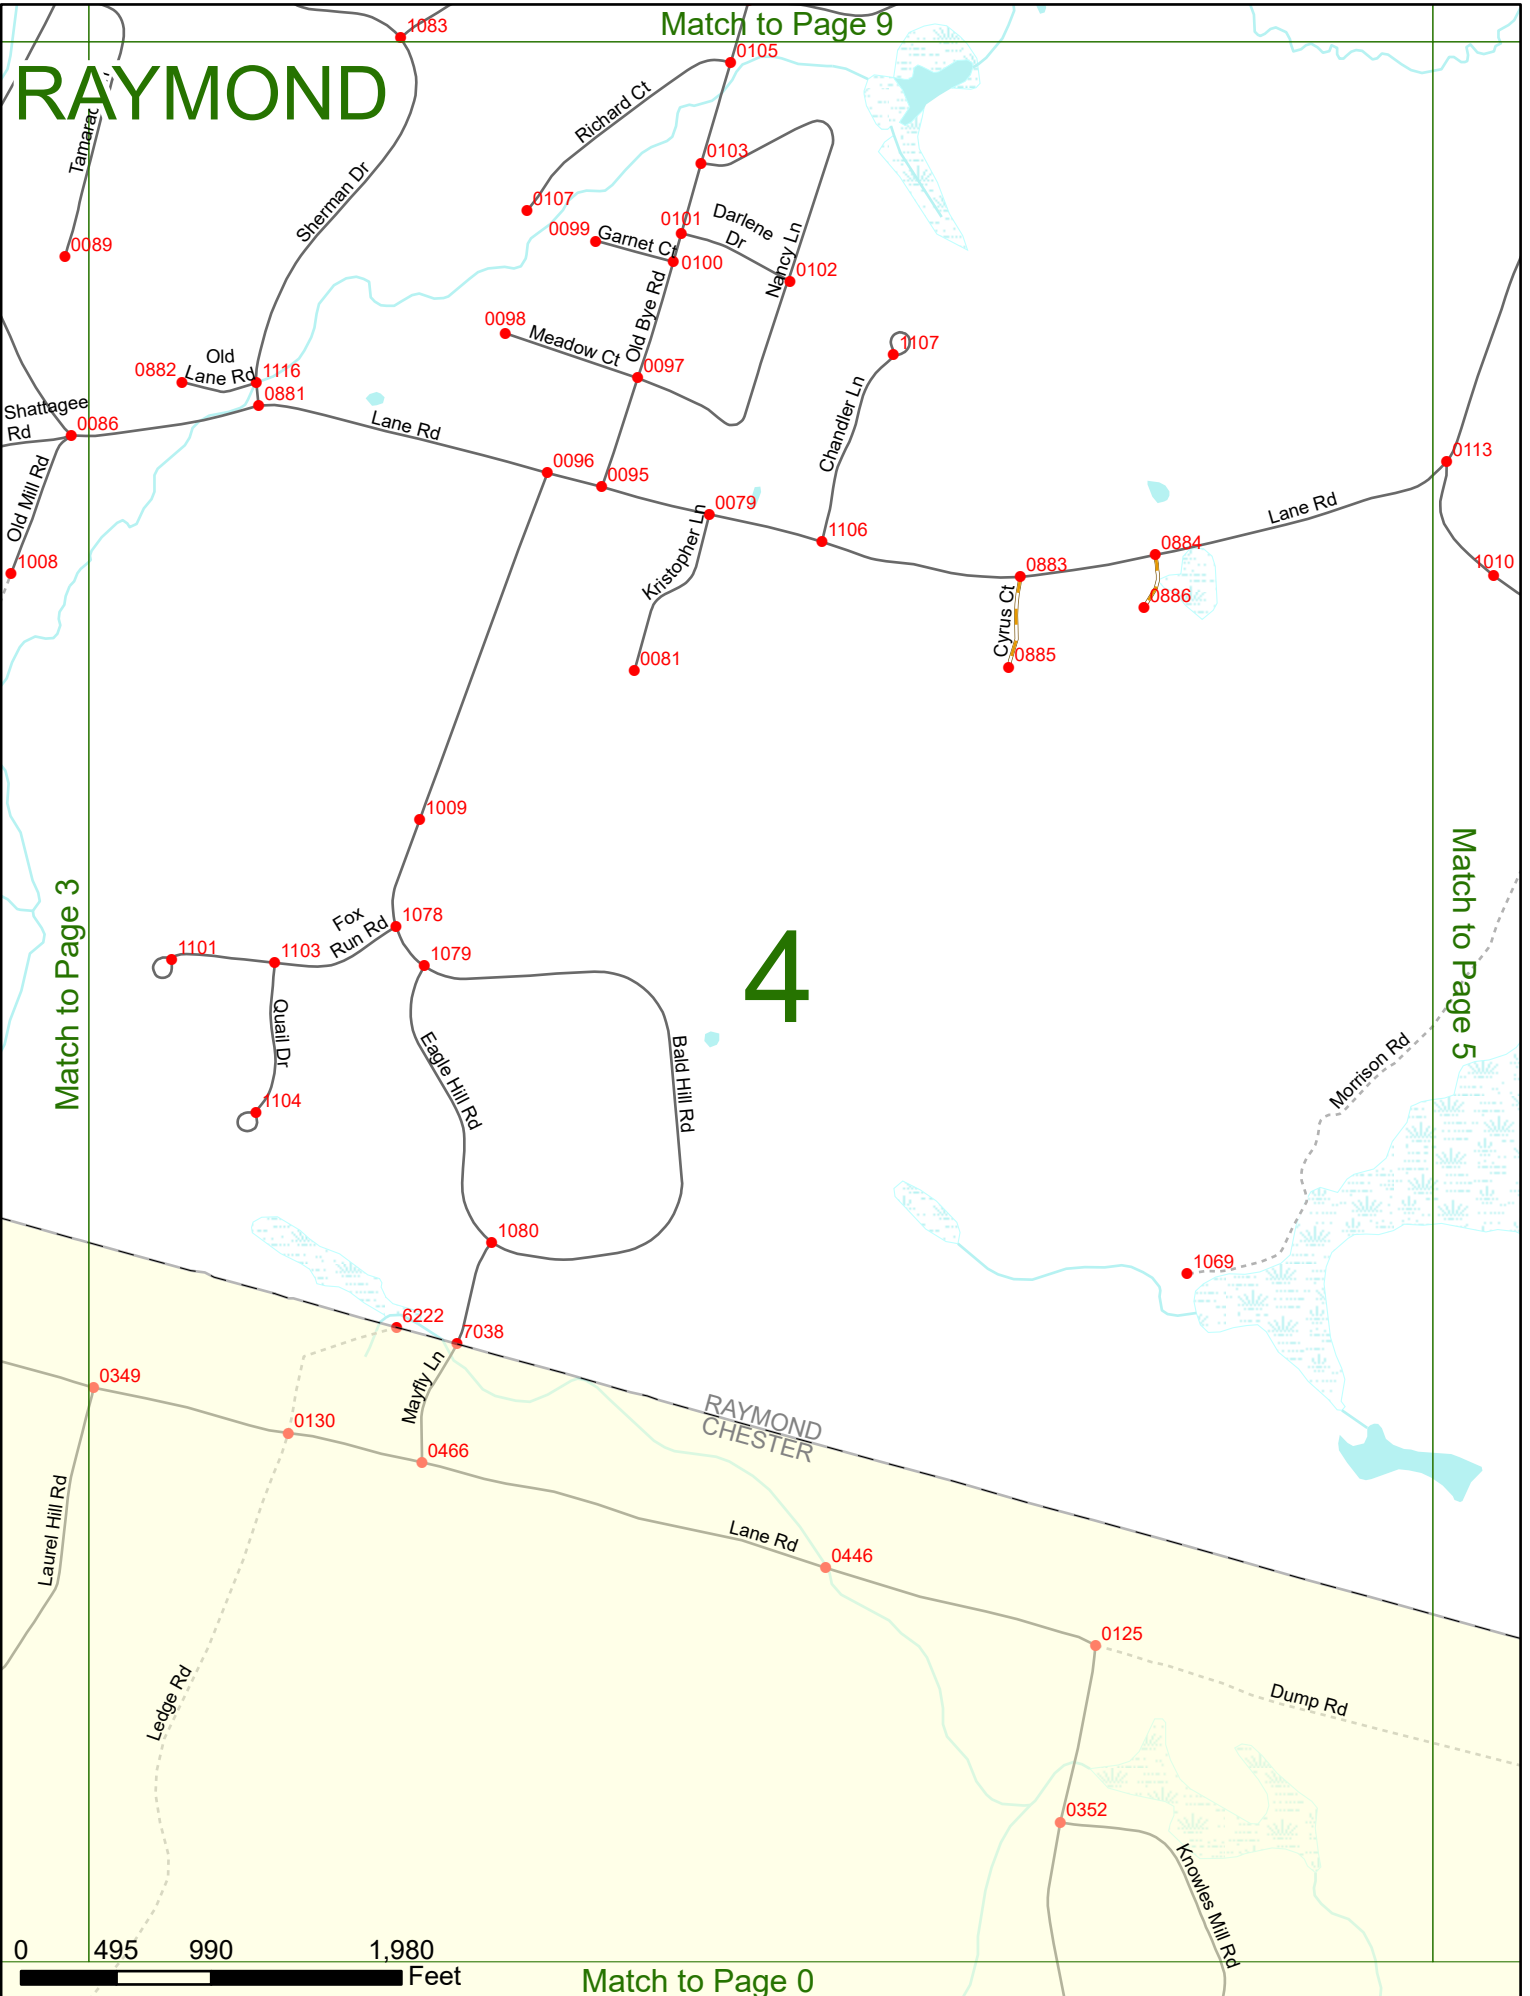 Match to Page 9
1083
0105
RAYMOND
Richard Ct
Sherman Dr
0103
0107
0101
Darlene
Dr
0099
Garnet Ct
0100
Nancy Ln
0089
0102
Old Bye Rd
0098
Meadow Ct
0097
1107
Old
Lane Rd
0882
1116
0881
Chandler Ln
Shattagee
Rd
0086
Lane Rd
0096
0095
0113
Old Mill Rd
0079
Lane Rd
1106
Kristopher Ln
0884
1008
0883
1010
0886
Cyrus Ct
0885
0081
1009
Match to Page 3
Match to Page 5
Fox
Run Rd
1078
1101
1103
1079
4
Quail Dr
Eagle Hill Rd
Bald Hill Rd
Morrison Rd
1104
1080
1069
6222
7038
Mayfly Ln
0349
RAYMOND
CHESTER
0130
0466
Laurel Hill Rd
Lane Rd
0446
0125
Ledge Rd
Dump Rd
0352
Knowles Mill Rd
0 495 990 1,980
Feet
Match to Page 0